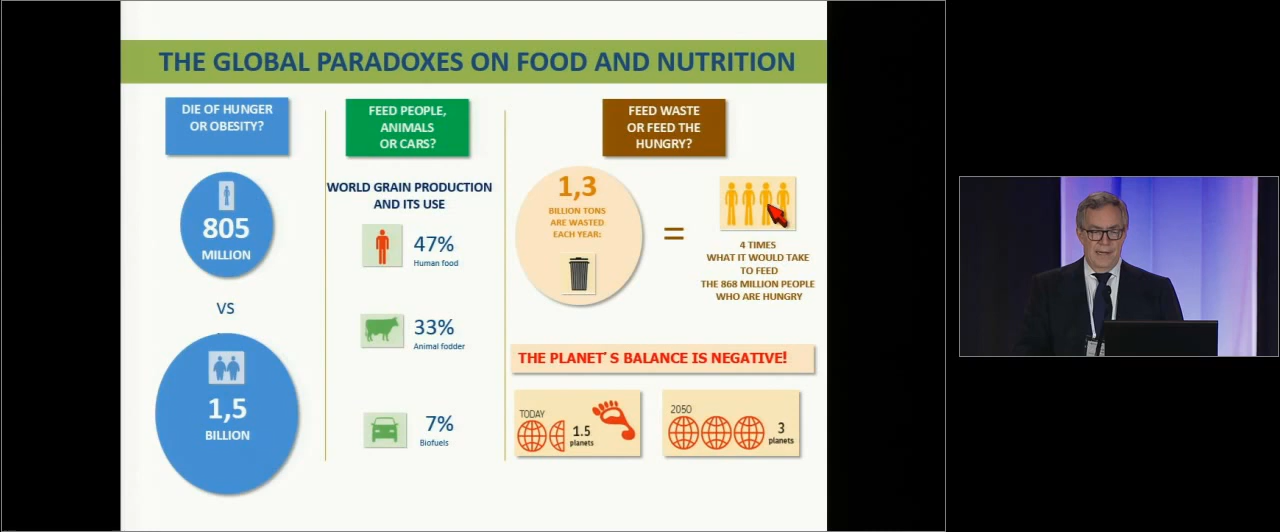 THE GLOBAL PARADOXES ON FOOD AND NUTRITION
DIE OF HUNGER
OR OBESITY?
805
MILLION
VS
1,5
BILLION
FEED PEOPLE,
ANIMALS
OR CARS?
WORLD GRAIN PRODUCTION
AND ITS USE
47%
Human food
33%
Animal fodder
7%
Biofuels
FEED WASTE
OR FEED THE
HUNGRY?
1,3
BILLION TONS
ARE WASTED
EACH YEAR:
=
4 TIMES
WHAT IT WOULD TAKE
TO FEED
THE 868 MILLION PEOPLE
WHO ARE HUNGRY
THE PLANET´S BALANCE IS NEGATIVE!
TODAY
1.5
planets
2050
3
planets